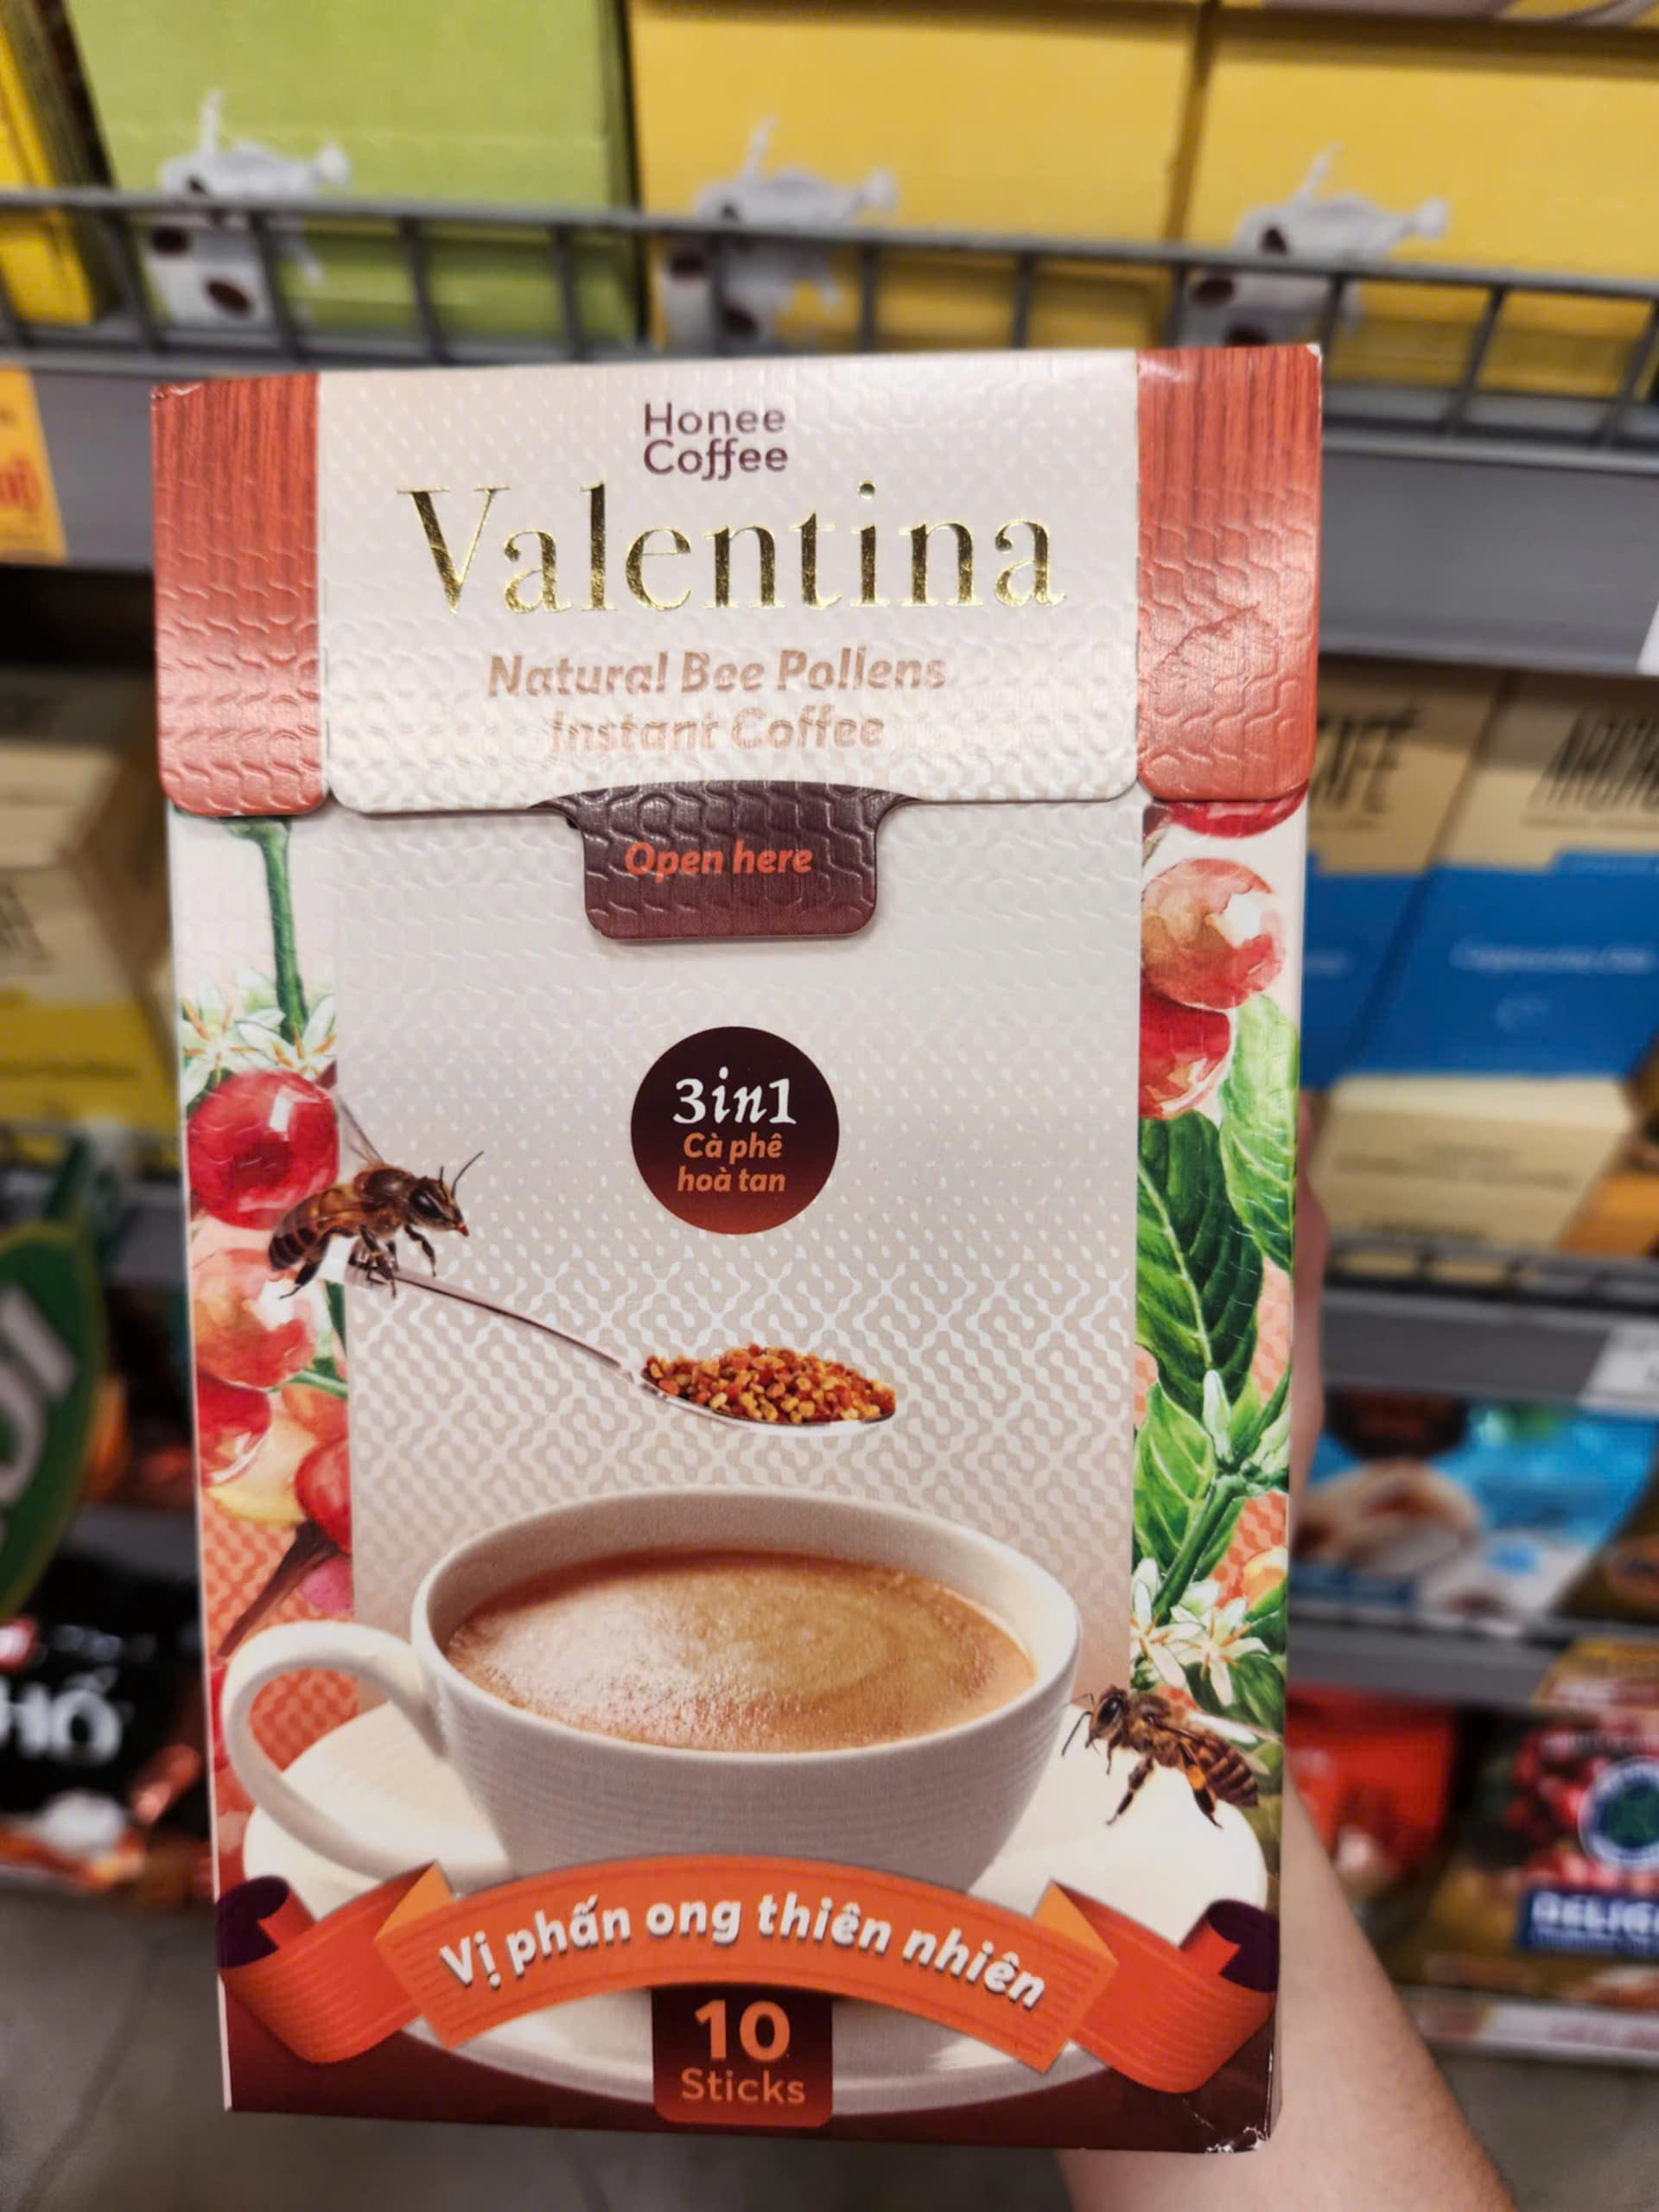 Honee
Coffee
Valentina
Natural Bee Pollens
Instant Coffee
Open here
3in1
Cà phê
hoà tan
Vị phấn ong thiên nhiên
10
Sticks